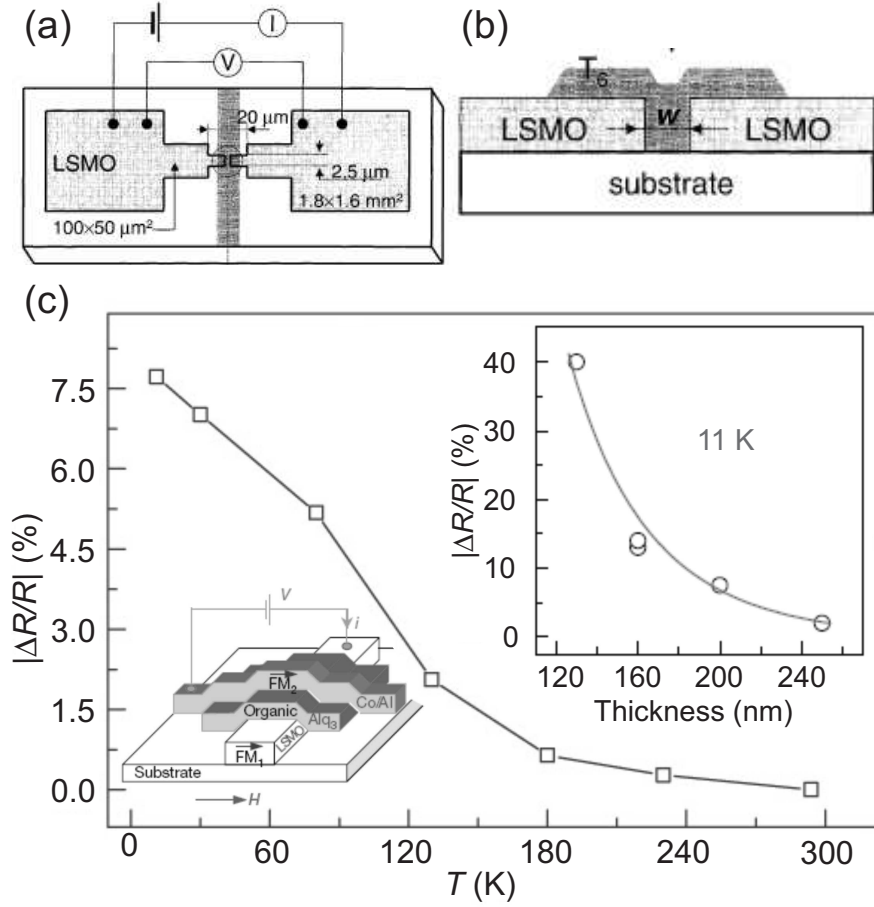 (a)
I
V
20 μm
LSMO
2.5 μm
1.8×1.6 mm²
100×50 μm²
(b)
T₆
LSMO
w
LSMO
substrate
(c)
|ΔR/R| (%)
7.5
6.0
4.5
3.0
1.5
0.0
0 60 120 180 240 300
T (K)
|ΔR/R| (%)
40
30
20
10
0
11 K
120 160 200 240
Thickness (nm)
V
i
FM₂
Co/Al
Organic
Alq₃
LSMO
FM₁
Substrate
H